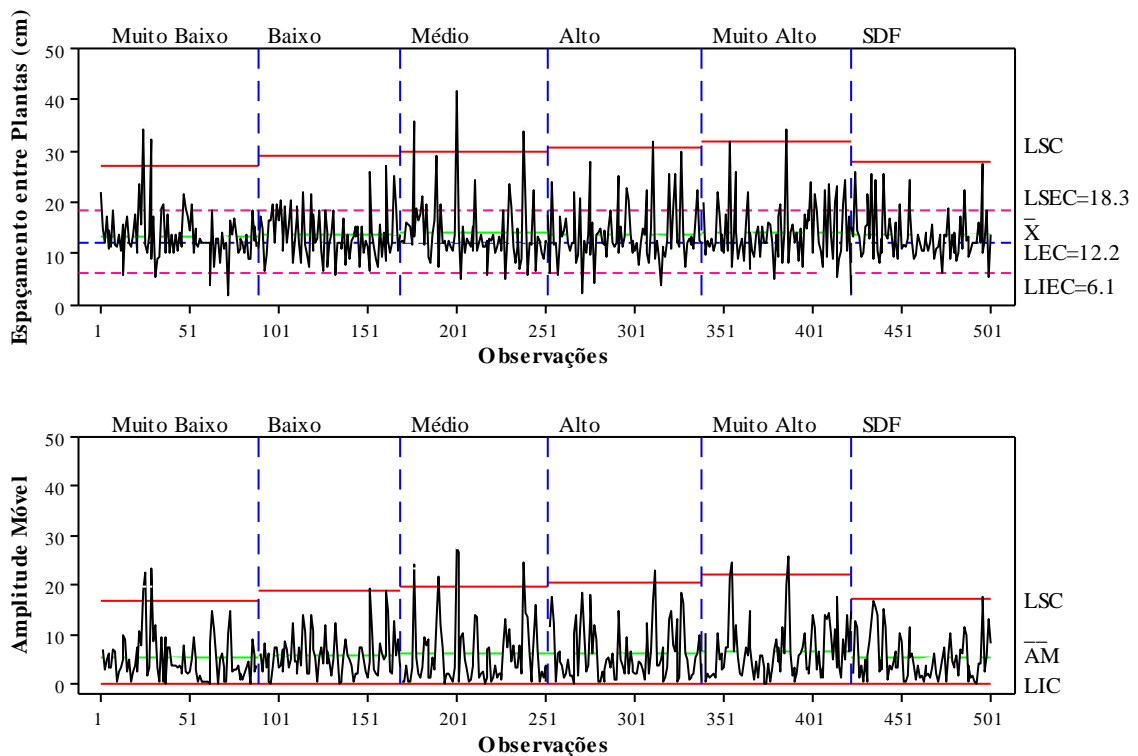 Muito Baixo Baixo Médio Alto Muito Alto SDF
Espaçamento entre Plantas (cm)
50
40
30
20
10
0
LSC
LSEC=18.3
X
LEC=12.2
LIEC=6.1
1 51 101 151 201 251 301 351 401 451 501
Observações
Muito Baixo Baixo Médio Alto Muito Alto SDF
Amplitude Móvel
50
40
30
20
10
0
LSC
AM
LIC
1 51 101 151 201 251 301 351 401 451 501
Observações